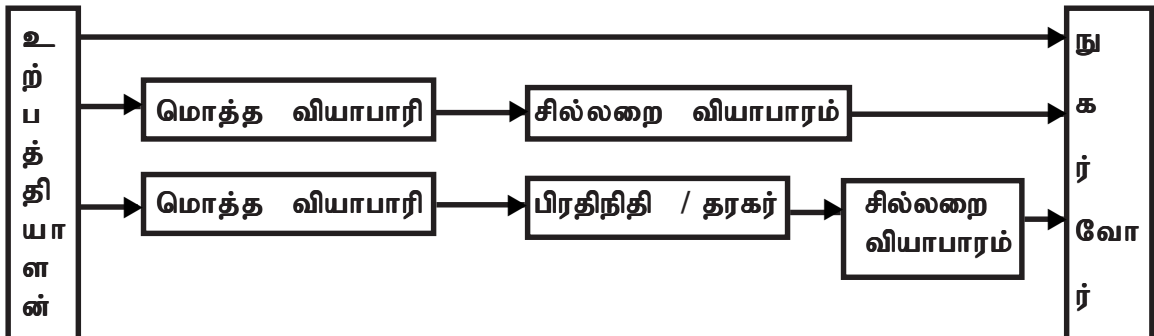 உற்பத்தியாளன்
மொத்த வியாபாரி
சில்லறை வியாபாரம்
மொத்த வியாபாரி
பிரதிநிதி / தரகர்
சில்லறை
வியாபாரம்
நுகர்வோர்